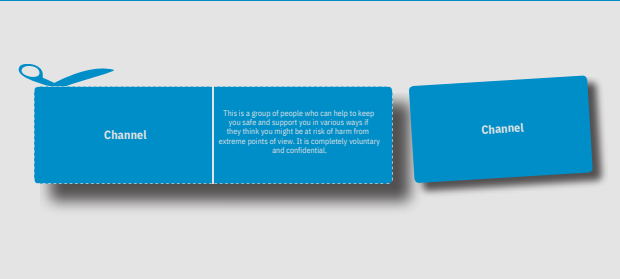 Channel
This is a group of people who can help to keep
you safe and support you in various ways if
they think you might be at risk of harm from
extreme points of view. It is completely voluntary
and confidential.
Channel